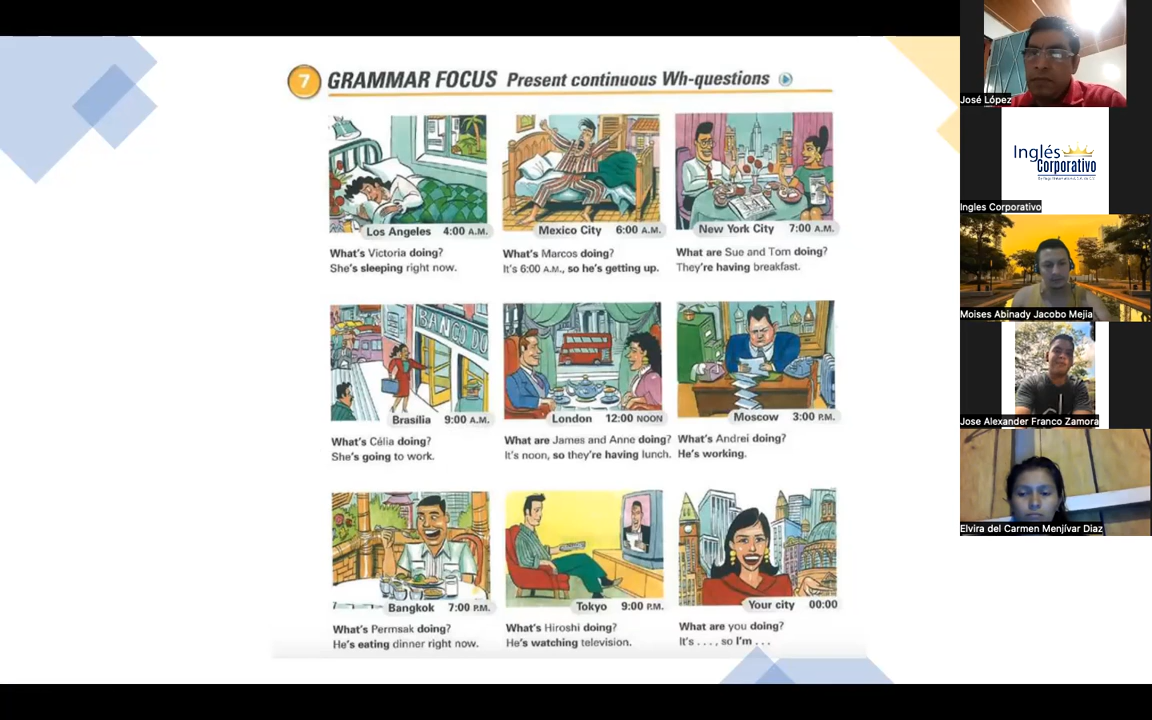 7 GRAMMAR FOCUS Present continuous Wh-questions
Los Angeles 4:00 A.M.
What's Victoria doing?
She's sleeping right now.
Mexico City 6:00 A.M.
What's Marcos doing?
It's 6:00 A.M., so he's getting up.
New York City 7:00 A.M.
What are Sue and Tom doing?
They're having breakfast.
BANCO DO
Brasília 9:00 A.M.
What's Célia doing?
She's going to work.
London 12:00 NOON
What are James and Anne doing?
It's noon, so they're having lunch.
Moscow 3:00 P.M.
What's Andrei doing?
He's working.
Bangkok 7:00 P.M.
What's Permsak doing?
He's eating dinner right now.
Tokyo 9:00 P.M.
What's Hiroshi doing?
He's watching television.
Your city 00:00
What are you doing?
It's . . . ., so I'm . . .
José López
Inglés
Corporativo
Ingles Corporativo
Moises Abinady Jacobo Mejia
Jose Alexander Franco Zamora
Elvira del Carmen Menjívar Diaz